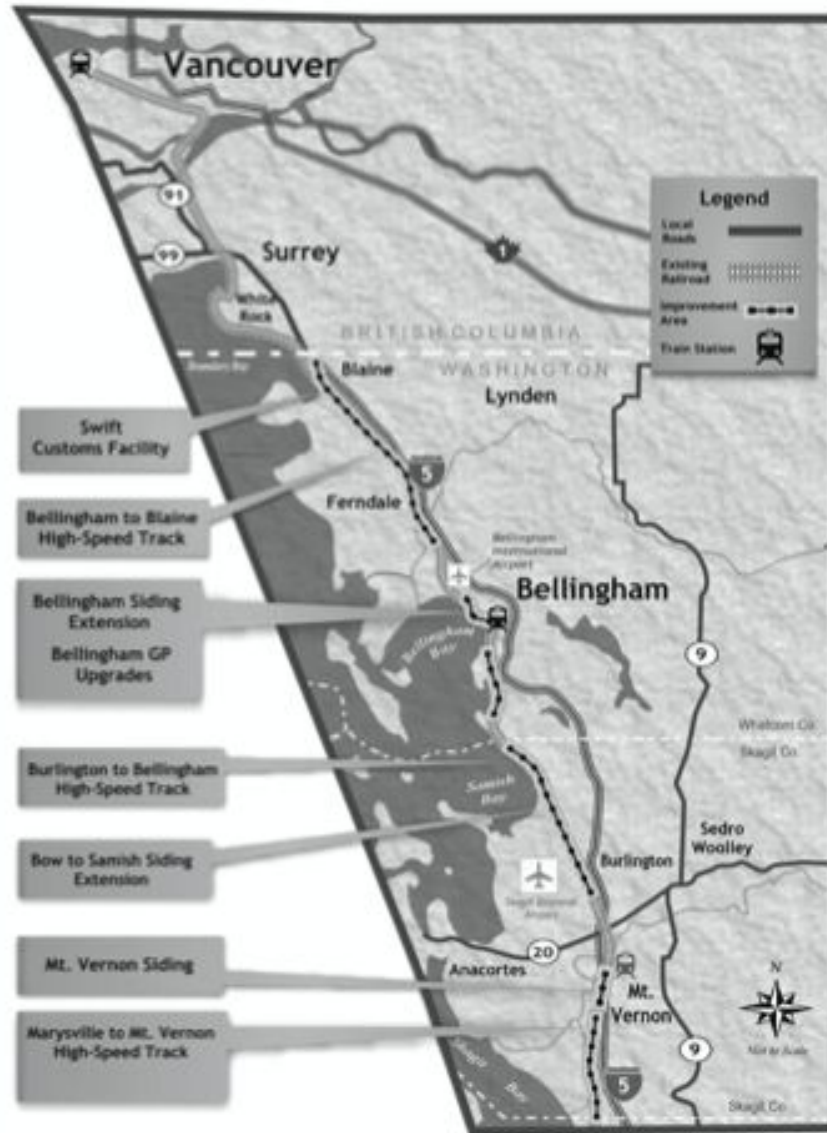 Vancouver
91
99
Surrey
1
Legend
Local
Roads
Existing
Railroad
Improvement
Area
Train Station
White
Rock
BRITISH COLUMBIA
WASHINGTON
Blaine
Lynden
Swift
Customs Facility
5
Ferndale
Bellingham to Blaine
High-Speed Track
Bellingham
International
Airport
Bellingham
Bellingham Siding
Extension
Bellingham GP
Upgrades
Bellingham
Bay
9
Whatcom Co.
Skagit Co.
Burlington to Bellingham
High-Speed Track
Samish
Bay
Bow to Samish Siding
Extension
Burlington
Sedro
Woolley
Skagit Regional
Airport
20
Anacortes
Mt. Vernon Siding
Mt.
Vernon
N
Not to Scale
Marysville to Mt. Vernon
High-Speed Track
9
Skagit Bay
5
Skagit Co.